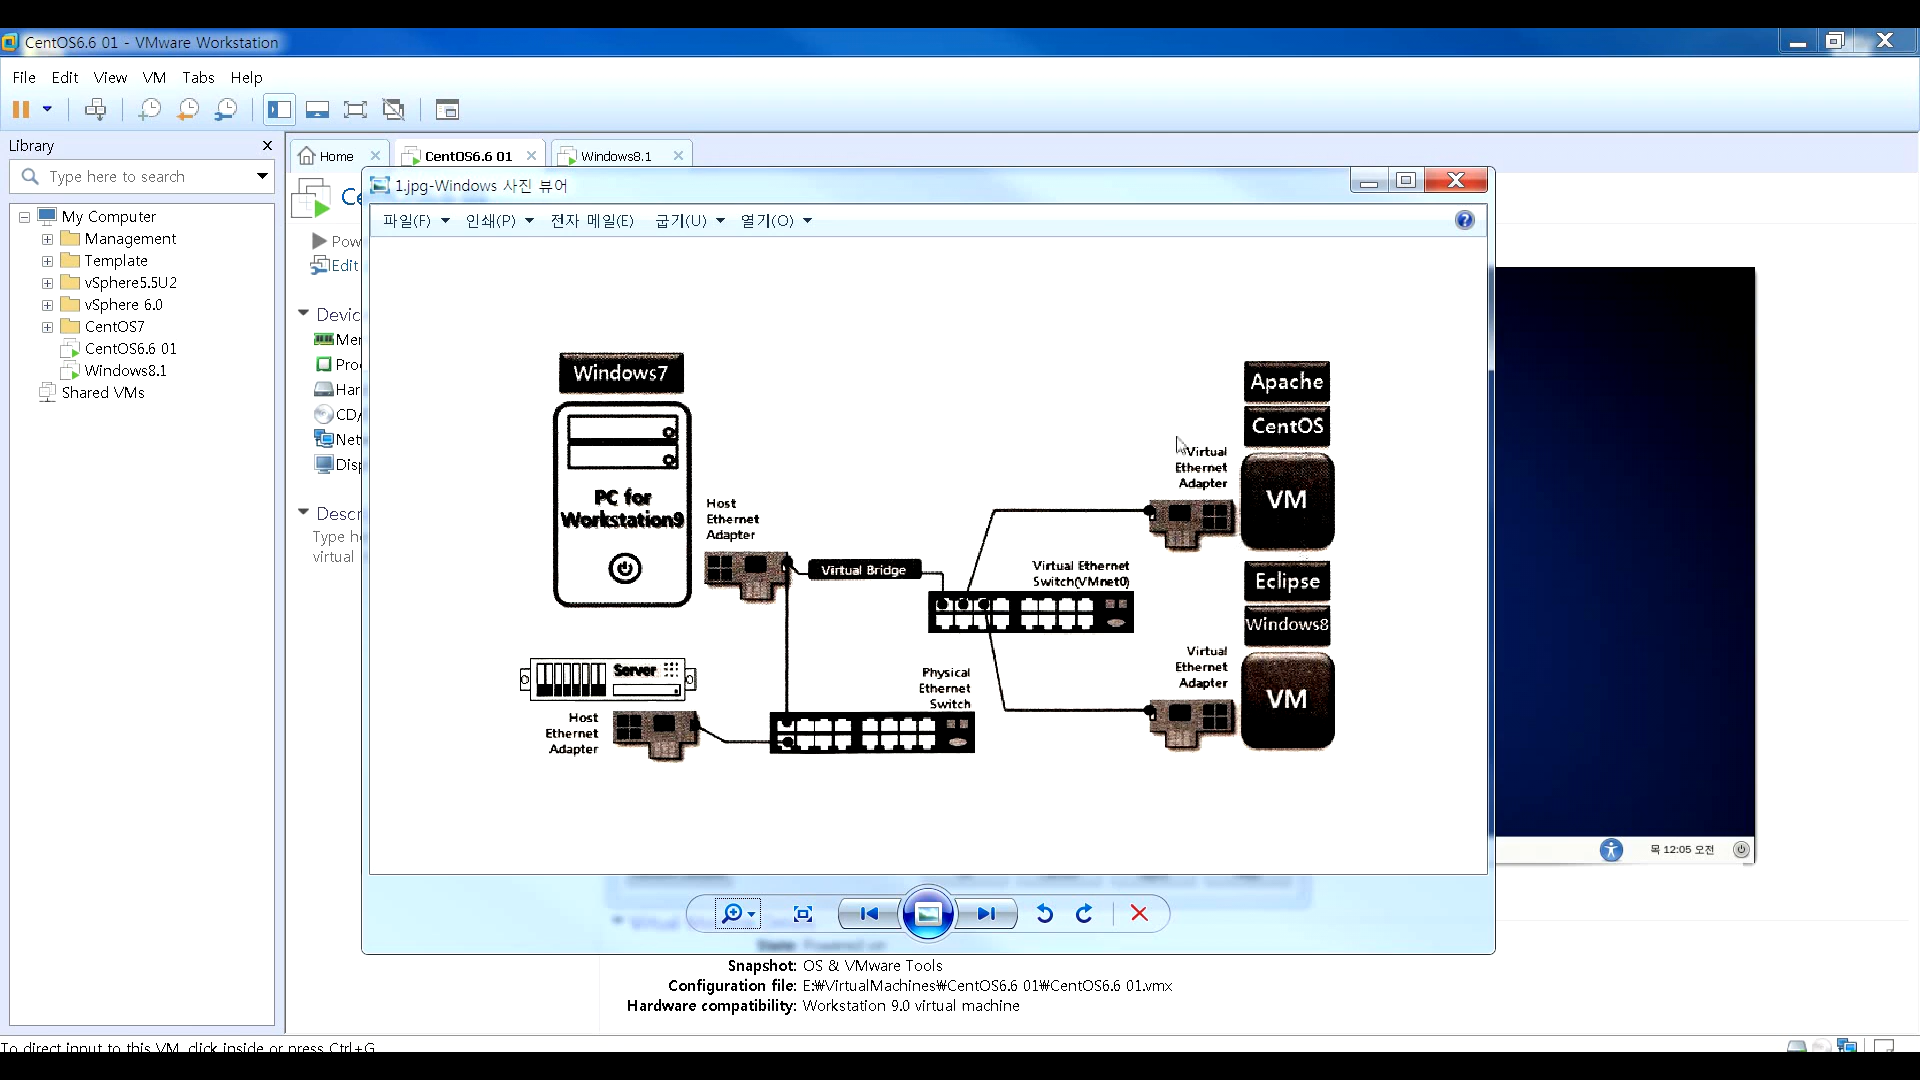 CentOS6.6 01 - VMware Workstation
File Edit View VM Tabs Help
Library
Type here to search
My Computer
Management
Template
vSphere5.5U2
vSphere 6.0
CentOS7
CentOS6.6 01
Windows8.1
Shared VMs
Home
CentOS6.6 01
Windows8.1
1.jpg-Windows 사진 뷰어
파일(F) 인쇄(P) 전자 메일(E) 굽기(U) 열기(O)
Edit
Windows7
PC for
Workstation9
Host
Ethernet
Adapter
Virtual Bridge
Virtual Ethernet
Switch(VMnet0)
Server
Host
Ethernet
Adapter
Physical
Ethernet
Switch
Apache
CentOS
Virtual
Ethernet
Adapter
VM
Eclipse
Windows8
Virtual
Ethernet
Adapter
VM
목 12:05 오전
Snapshot: OS & VMware Tools
Configuration file: E:₩VirtualMachines₩CentOS6.6 01₩CentOS6.6 01.vmx
Hardware compatibility: Workstation 9.0 virtual machine
To direct input to this VM, click inside or press Ctrl+G.